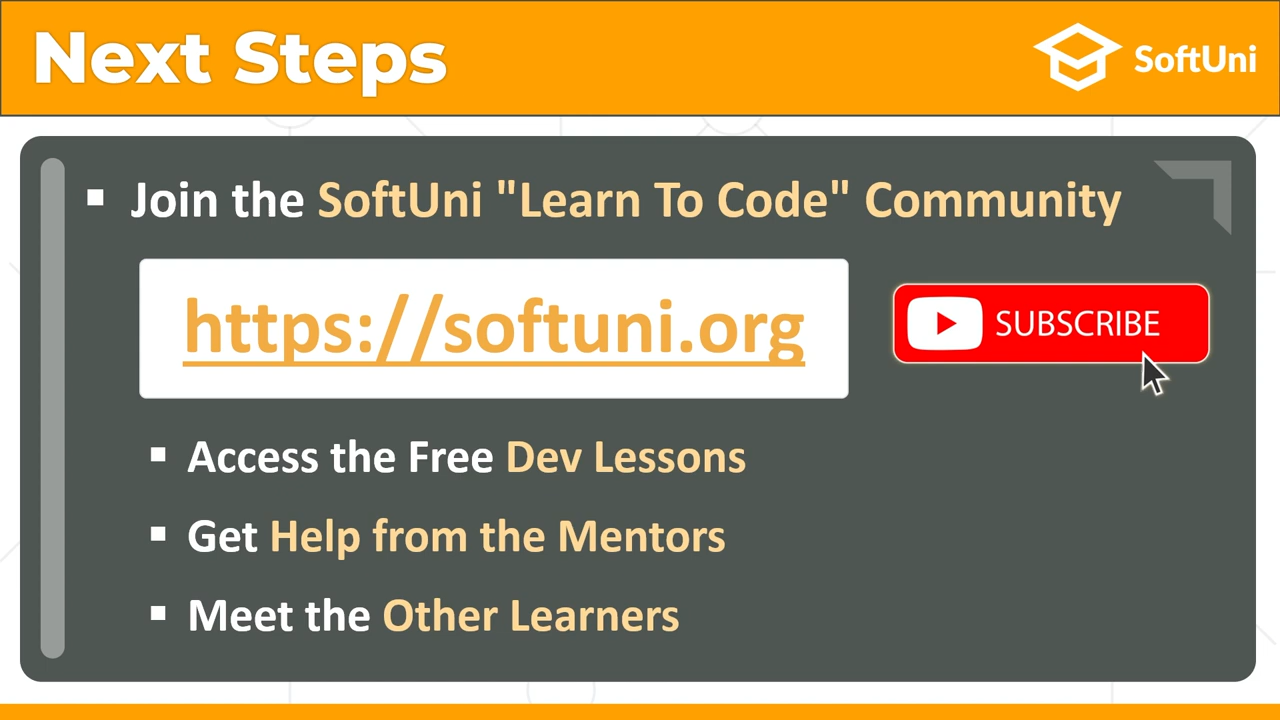 Next Steps
SoftUni
▪ Join the SoftUni "Learn To Code" Community
https://softuni.org
SUBSCRIBE
▪ Access the Free Dev Lessons
▪ Get Help from the Mentors
▪ Meet the Other Learners